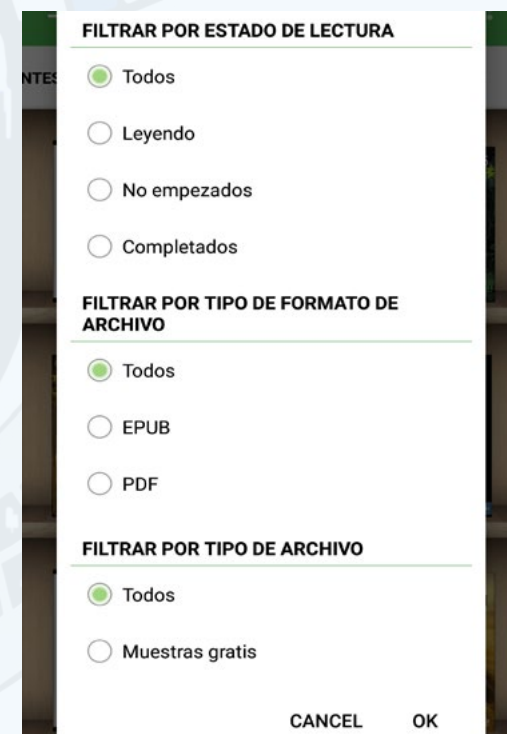 FILTRAR POR ESTADO DE LECTURA
NTES
Todos
Leyendo
No empezados
Completados
FILTRAR POR TIPO DE FORMATO DE
ARCHIVO
Todos
EPUB
PDF
FILTRAR POR TIPO DE ARCHIVO
Todos
Muestras gratis
CANCEL OK